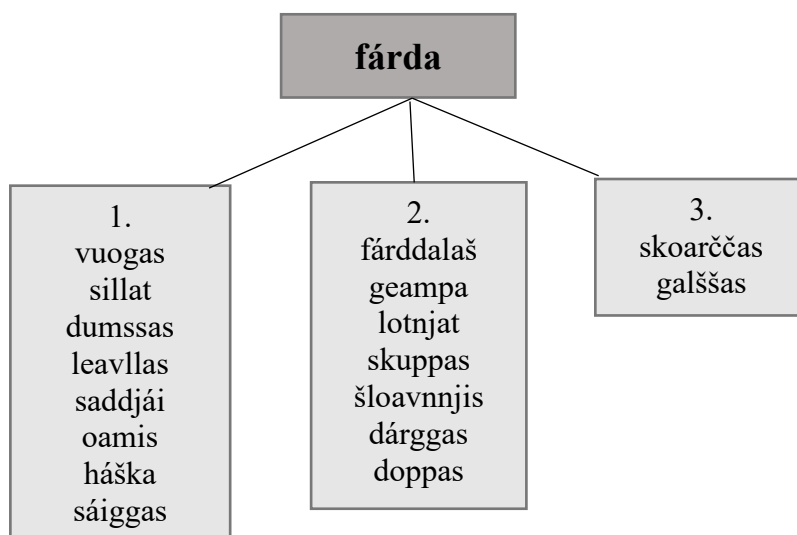 fárda
1.
vuogas
sillat
dumssas
leavllas
saddjái
oamis
háška
sáiggas
2.
fárddalaš
geampa
lotnjat
skuppas
šloavnnjis
dárggas
doppas
3.
skoarččas
galššas